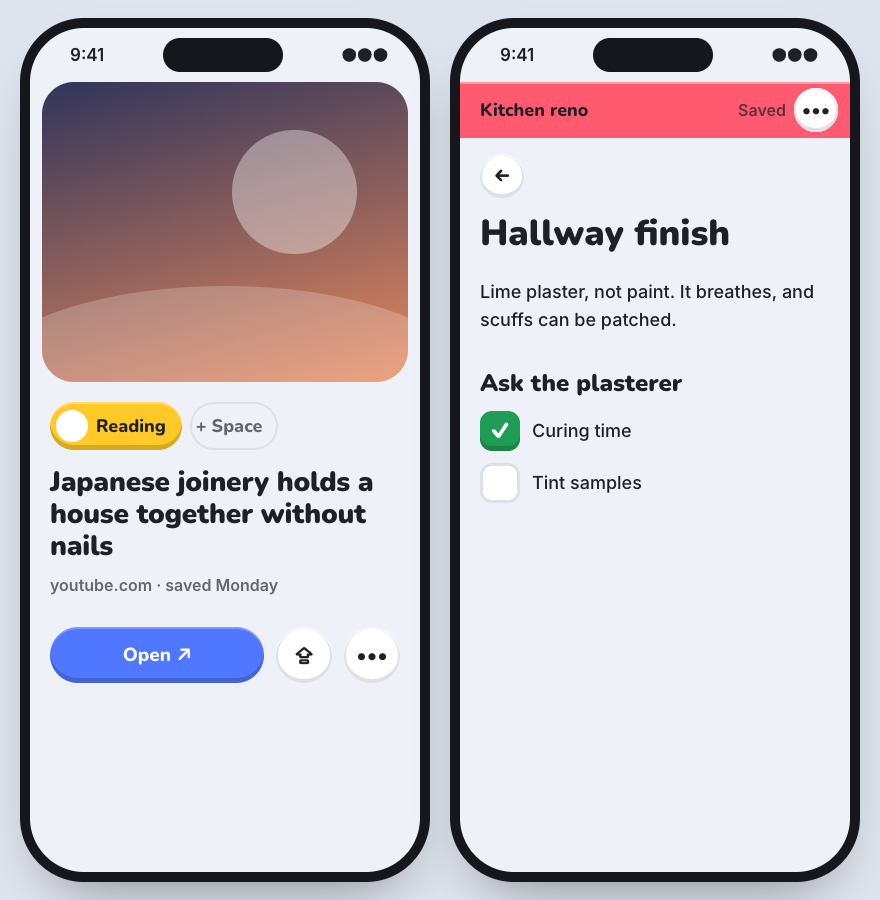 9:41
Reading
+ Space
Japanese joinery holds a
house together without
nails
youtube.com · saved Monday
Open ↗
9:41
Kitchen reno
Saved
Hallway finish
Lime plaster, not paint. It breathes, and
scuffs can be patched.
Ask the plasterer
Curing time
Tint samples